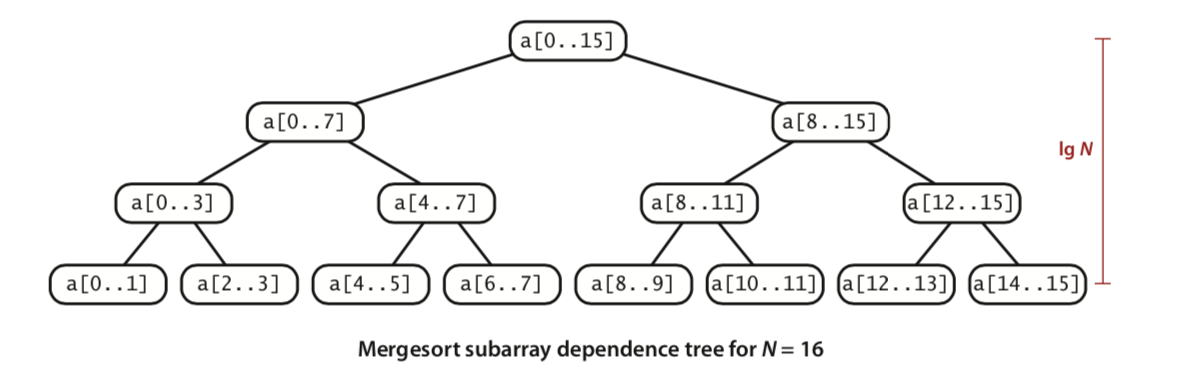 a[0..15]
a[0..7] a[8..15]
lg N
a[0..3] a[4..7] a[8..11] a[12..15]
a[0..1] a[2..3] a[4..5] a[6..7] a[8..9] a[10..11] a[12..13] a[14..15]
Mergesort subarray dependence tree for N = 16